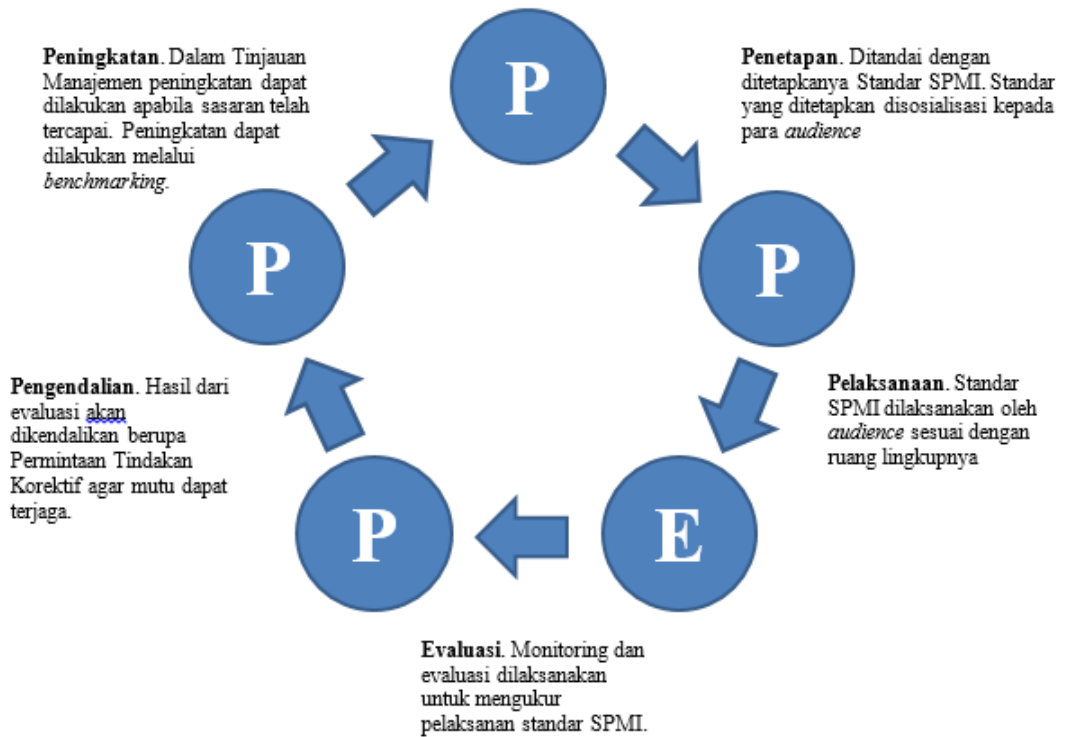 P
Penetapan. Ditandai dengan
ditetapkanya Standar SPMI. Standar
yang ditetapkan disosialisasi kepada
para audience
P
Pelaksanaan. Standar
SPMI dilaksanakan oleh
audience sesuai dengan
ruang lingkupnya
E
Evaluasi. Monitoring dan
evaluasi dilaksanakan
untuk mengukur
pelaksanan standar SPMI.
P
Pengendalian. Hasil dari
evaluasi akan
dikendalikan berupa
Permintaan Tindakan
Korektif agar mutu dapat
terjaga.
P
Peningkatan. Dalam Tinjauan
Manajemen peningkatan dapat
dilakukan apabila sasaran telah
tercapai. Peningkatan dapat
dilakukan melalui
benchmarking.